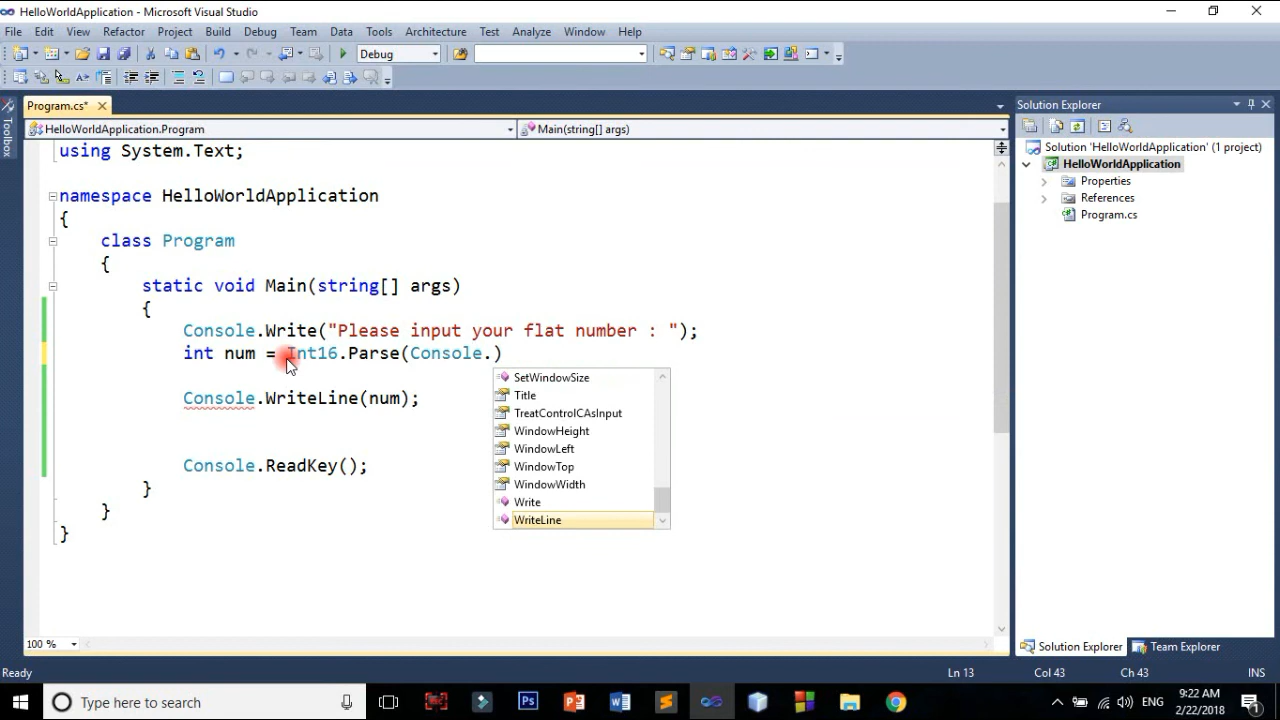 HelloWorldApplication - Microsoft Visual Studio
File Edit View Refactor Project Build Debug Team Data Tools Architecture Test Analyze Window Help
Debug
Program.cs*
Solution Explorer
HelloWorldApplication.Program
Main(string[] args)
Toolbox
using System.Text;
Solution 'HelloWorldApplication' (1 project)
HelloWorldApplication
Properties
References
Program.cs
namespace HelloWorldApplication
{
class Program
{
static void Main(string[] args)
{
Console.Write("Please input your flat number : ");
int num = Int16.Parse(Console.)
SetWindowSize
Title
TreatControlCAsInput
WindowHeight
WindowLeft
WindowTop
WindowWidth
Write
WriteLine
Console.WriteLine(num);
Console.ReadKey();
}
}
}
100 %
Solution Explorer Team Explorer
Ready
Ln 13 Col 43 Ch 43 INS
Type here to search
ENG
9:22 AM
2/22/2018